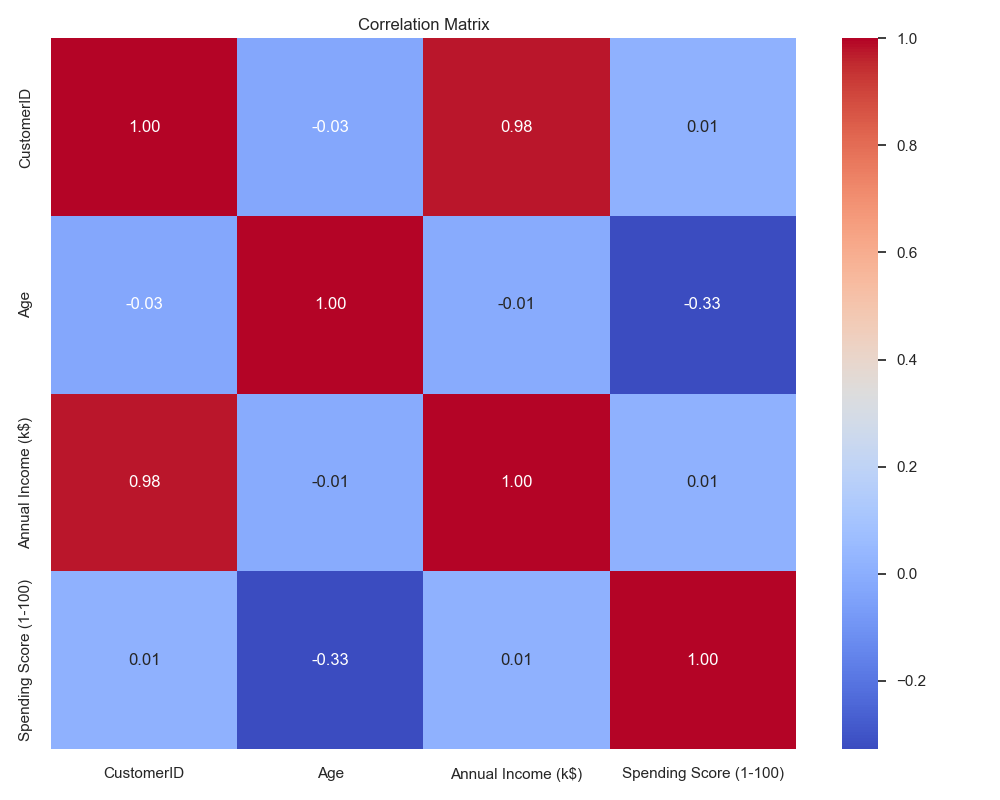 Correlation Matrix
CustomerID
1.00
-0.03
0.98
0.01
Age
-0.03
1.00
-0.01
-0.33
Annual Income (k$)
0.98
-0.01
1.00
0.01
Spending Score (1-100)
0.01
-0.33
0.01
1.00
CustomerID
Age
Annual Income (k$)
Spending Score (1-100)
1.0
0.8
0.6
0.4
0.2
0.0
−0.2